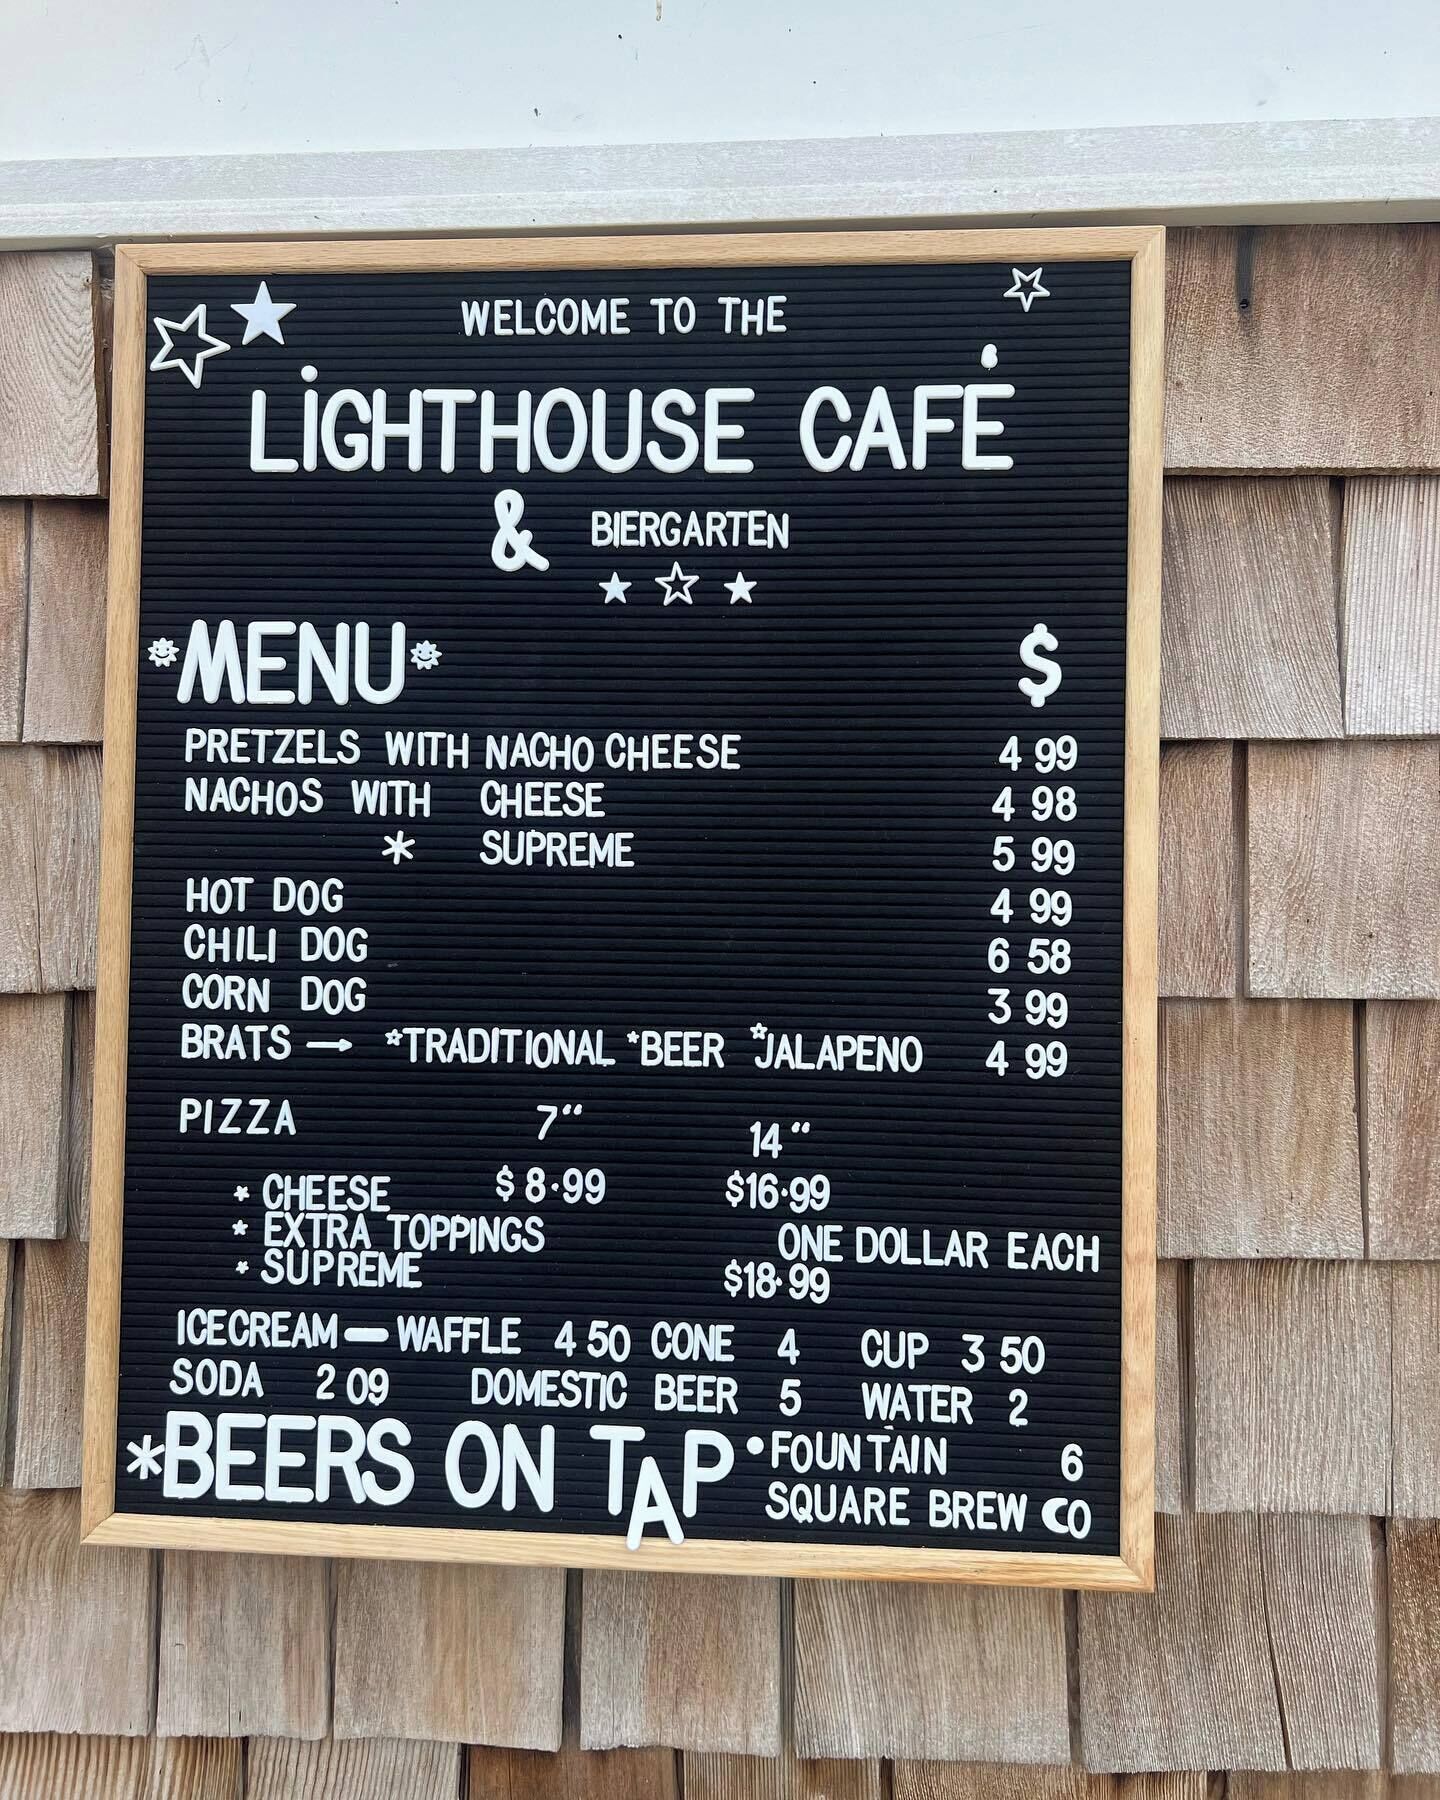 WELCOME TO THE
LiGHTHOUSE CAFÉ
& BIERGARTEN
*MENU* $
PRETZELS WITH NACHO CHEESE 4 99
NACHOS WITH CHEESE 4 98
* SUPREME 5 99
HOT DOG 4 99
CHILI DOG 6 58
CORN DOG 3 99
BRATS → *TRADITIONAL *BEER *JALAPENO 4 99
PIZZA 7“ 14“
* CHEESE $8.99 $16.99
* EXTRA TOPPINGS ONE DOLLAR EACH
* SUPREME $18.99
ICECREAM — WAFFLE 4 50 CONE 4 CUP 3 50
SODA 2 09 DOMESTIC BEER 5 WATER 2
*BEERS ON TAP • FOUNTAIN 6
SQUARE BREW CO